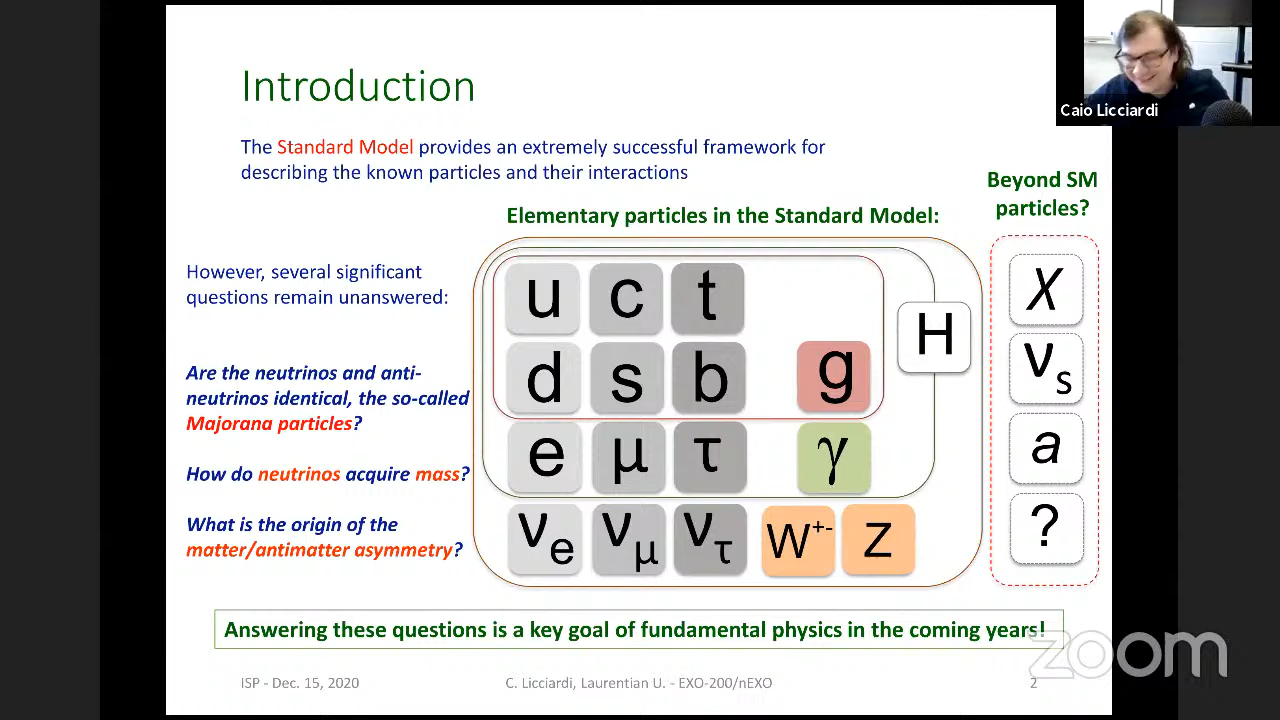 Introduction
Caio Licciardi
The Standard Model provides an extremely successful framework for
describing the known particles and their interactions
Beyond SM
particles?
Elementary particles in the Standard Model:
However, several significant
questions remain unanswered:
Are the neutrinos and anti-
neutrinos identical, the so-called
Majorana particles?
How do neutrinos acquire mass?
What is the origin of the
matter/antimatter asymmetry?
u c t
H
d s b g
e μ τ γ
νe νμ ντ W+- Z
X
νs
a
?
Answering these questions is a key goal of fundamental physics in the coming years!
zoom
ISP - Dec. 15, 2020 C. Licciardi, Laurentian U. - EXO-200/nEXO 2